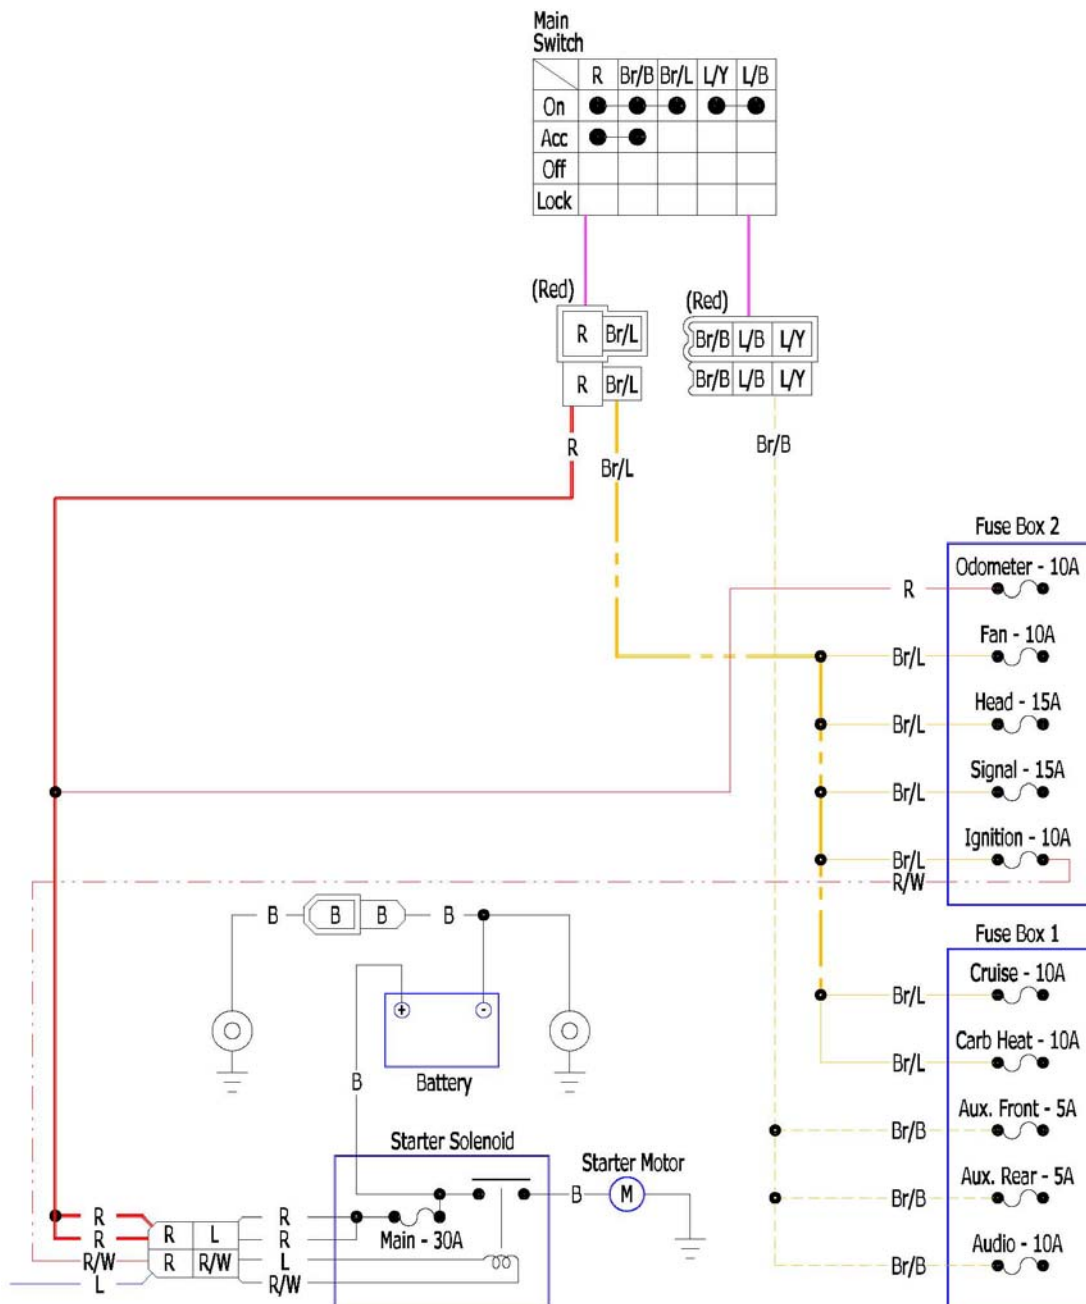 Main
Switch
R Br/B Br/L L/Y L/B
On
Acc
Off
Lock
(Red)
R Br/L
R Br/L
(Red)
Br/B L/B L/Y
Br/B L/B L/Y
R
Br/L
Br/B
Fuse Box 2
Odometer - 10A
R
Fan - 10A
Br/L
Head - 15A
Br/L
Signal - 15A
Br/L
Ignition - 10A
Br/L
R/W
B B B B
Fuse Box 1
Cruise - 10A
Br/L
Carb Heat - 10A
Br/L
Aux. Front - 5A
Br/B
Aux. Rear - 5A
Br/B
Audio - 10A
Br/B
+ -
Battery
B
Starter Solenoid
Starter Motor
B M
Main - 30A
R R L R
R R
R/W R R/W L
L R/W